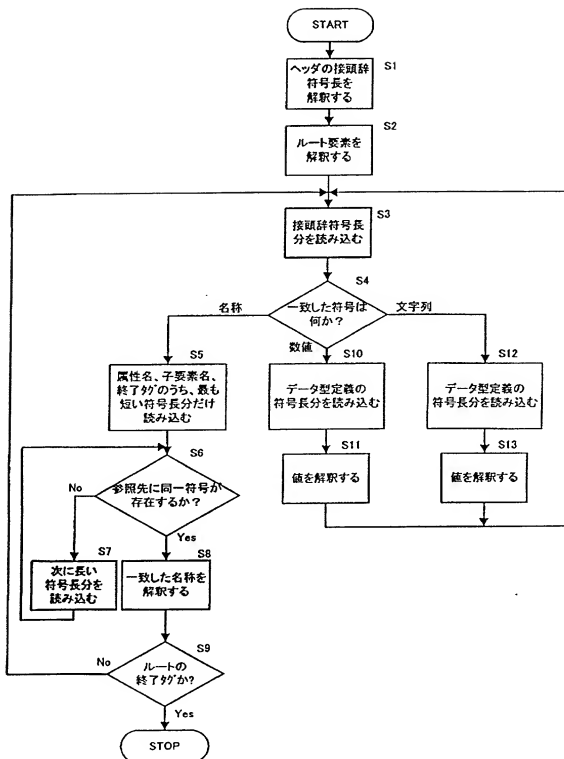 START
S1
ヘッダの接頭辞
符号長を
解釈する
S2
ルート要素を
解釈する
S3
接頭辞符号長
分を読み込む
S4
一致した符号は
何か？
名称
数値
文字列
S5
属性名、子要素名、
終了タグのうち、最も
短い符号長分だけ
読み込む
S10
データ型定義の
符号長分を読み込む
S12
データ型定義の
符号長分を読み込む
S11
値を解釈する
S13
値を解釈する
S6
参照先に同一符号が
存在するか？
No
Yes
S7
次に長い
符号長分を
読み込む
S8
一致した名称を
解釈する
S9
ルートの
終了タグか?
No
Yes
STOP